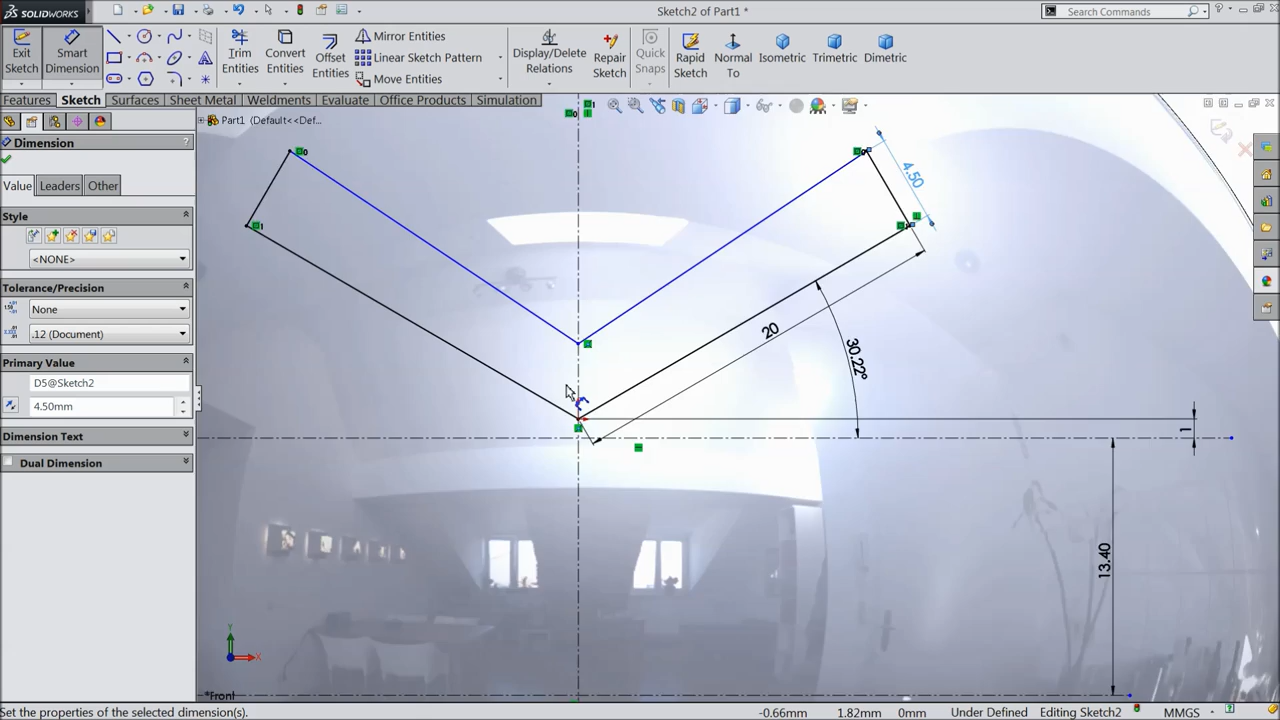 SOLIDWORKS
Sketch2 of Part1 *
Search Commands
Exit Sketch
Smart Dimension
Trim Entities
Convert Entities
Offset Entities
Mirror Entities
Linear Sketch Pattern
Move Entities
Display/Delete Relations
Repair Sketch
Quick Snaps
Rapid Sketch
Normal To
Isometric
Trimetric
Dimetric
Features
Sketch
Surfaces
Sheet Metal
Weldments
Evaluate
Office Products
Simulation
Part1 (Default<<Def...
Dimension
?
Value
Leaders
Other
Style
<NONE>
Tolerance/Precision
None
.12 (Document)
Primary Value
D5@Sketch2
4.50mm
Dimension Text
Dual Dimension
4.50
20
30.22°
1
13.40
Y
X
*Front
Set the properties of the selected dimension(s).
-0.66mm
1.82mm
0mm
Under Defined
Editing Sketch2
MMGS